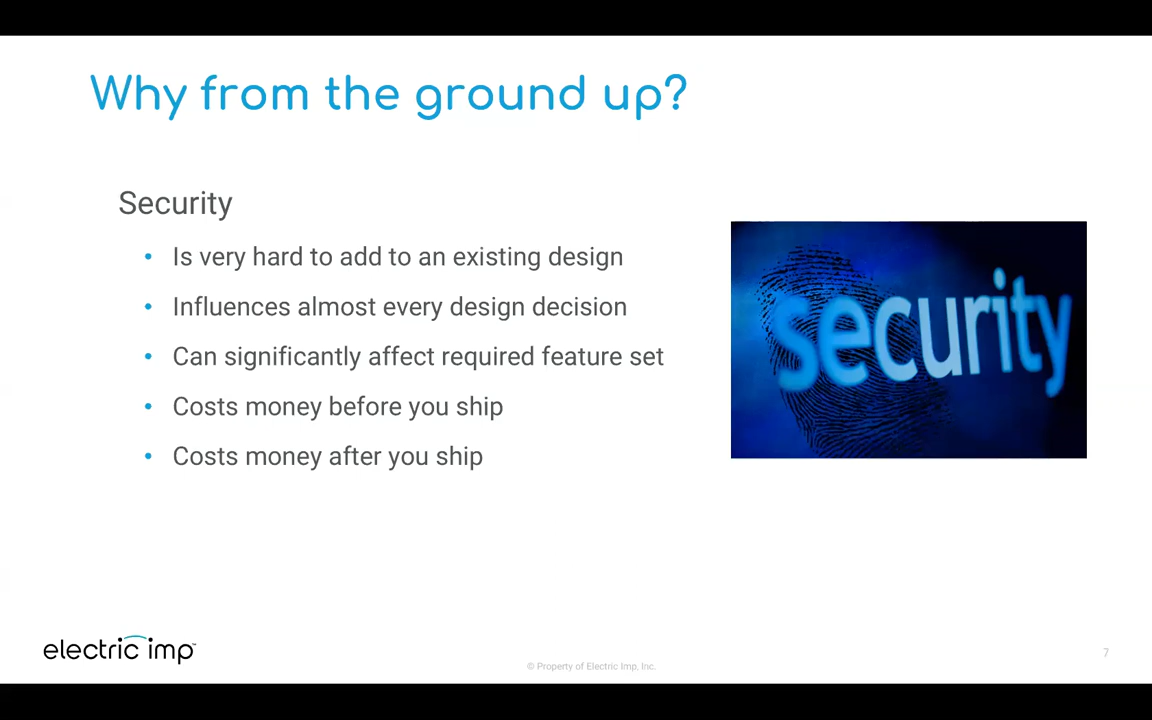 Why from the ground up?
Security
• Is very hard to add to an existing design
• Influences almost every design decision
• Can significantly affect required feature set
• Costs money before you ship
• Costs money after you ship
security
electric imp™
© Property of Electric Imp, Inc.
7